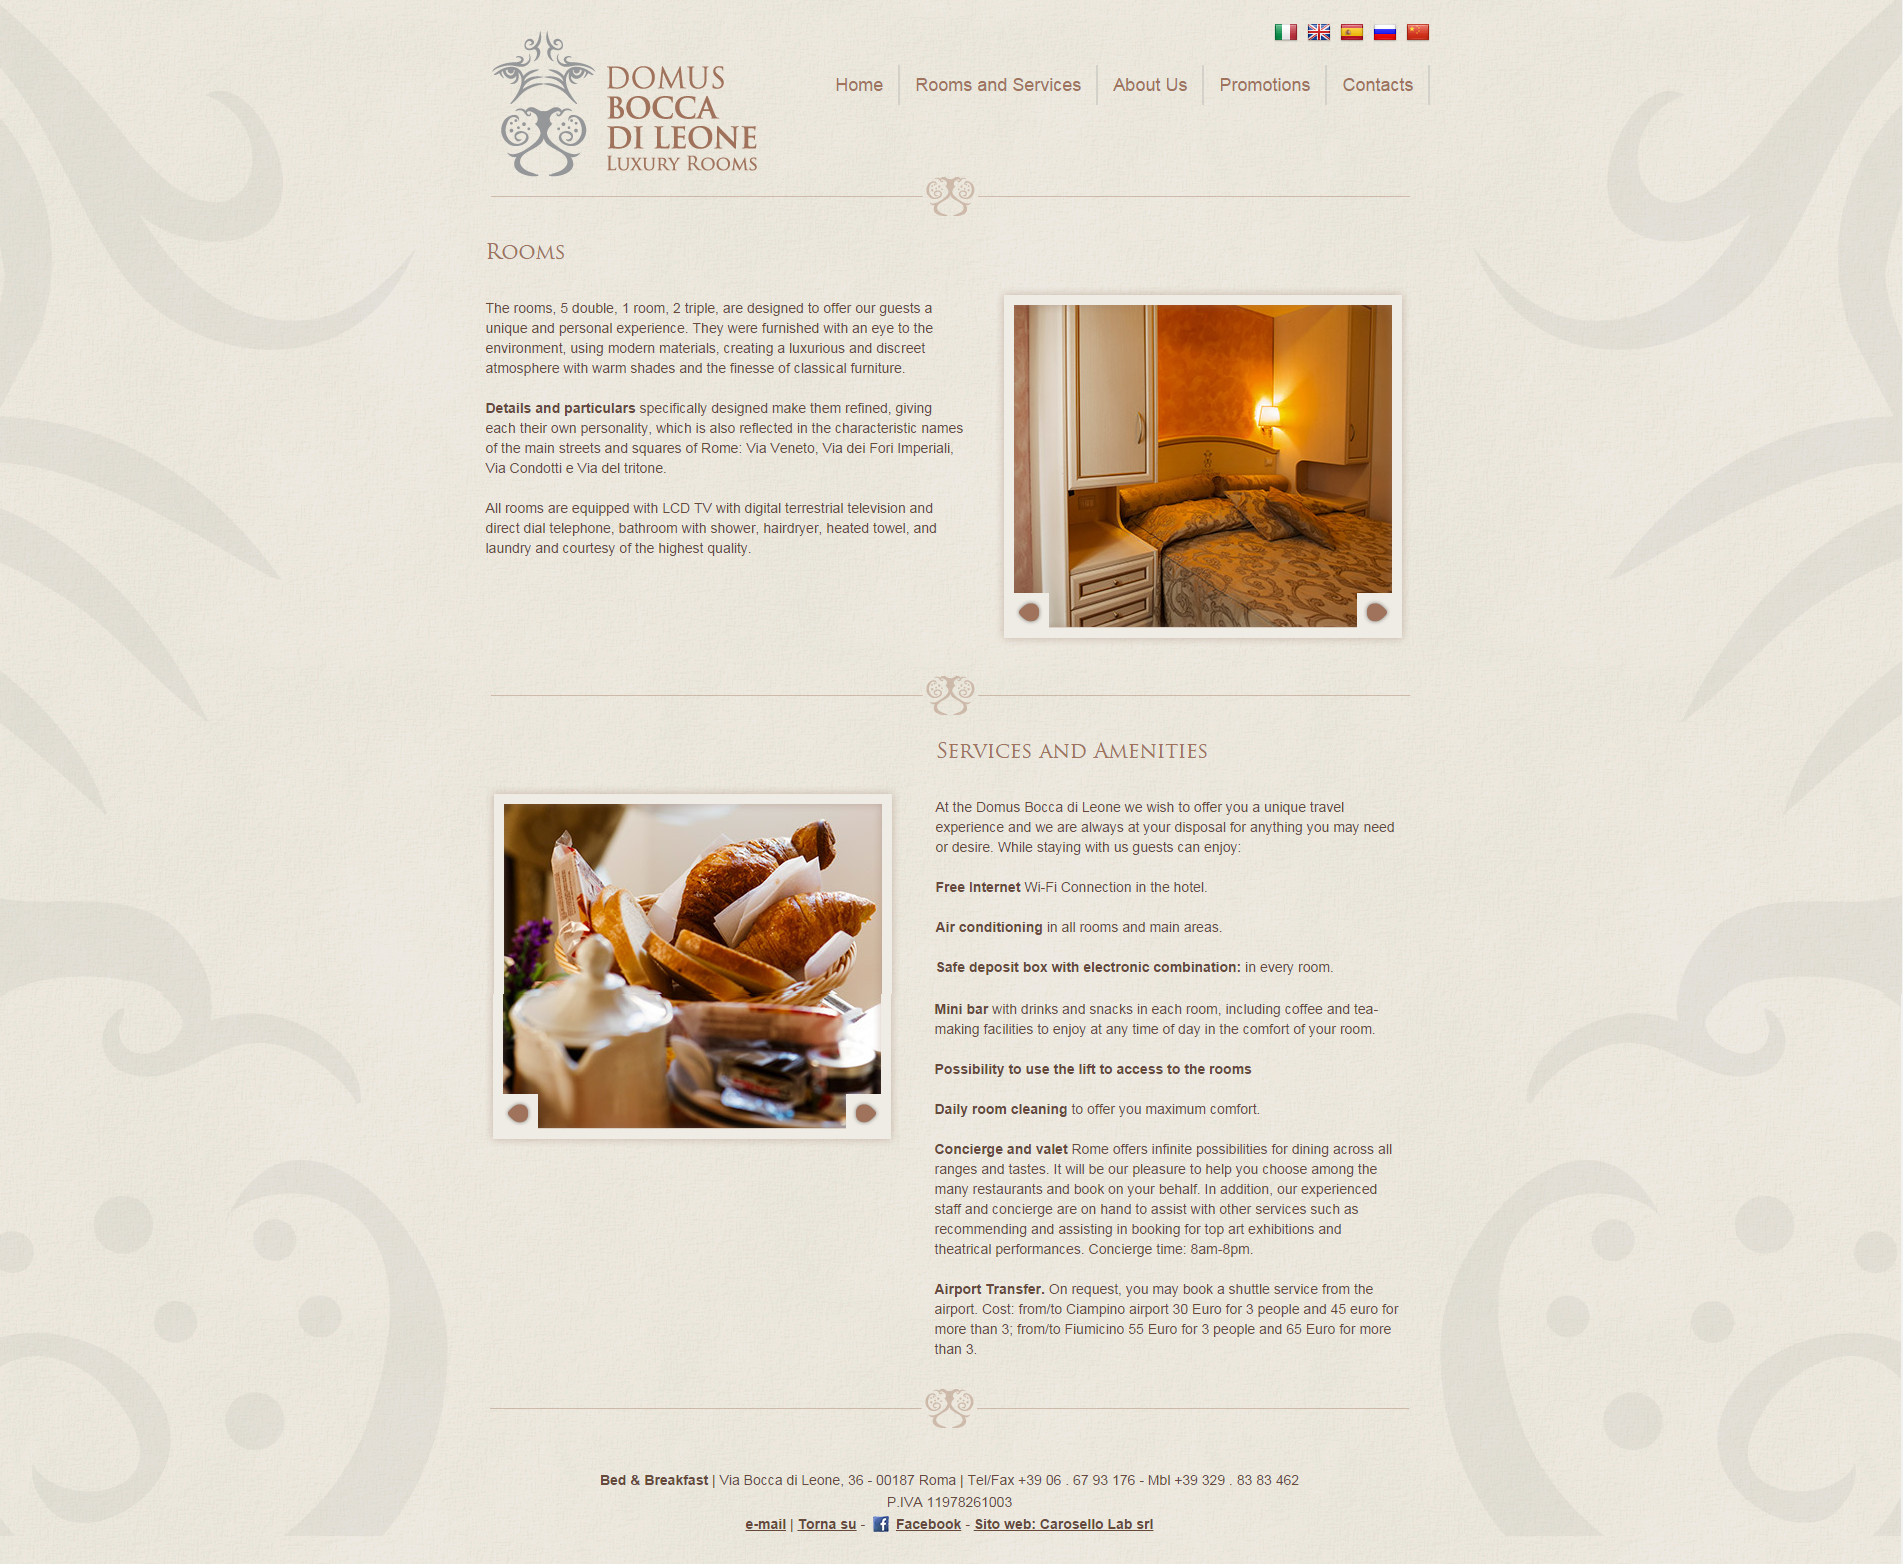 DOMUS
BOCCA
DI LEONE
LUXURY ROOMS
Home
Rooms and Services
About Us
Promotions
Contacts
ROOMS
The rooms, 5 double, 1 room, 2 triple, are designed to offer our guests a
unique and personal experience. They were furnished with an eye to the
environment, using modern materials, creating a luxurious and discreet
atmosphere with warm shades and the finesse of classical furniture.
Details and particulars specifically designed make them refined, giving
each their own personality, which is also reflected in the characteristic names
of the main streets and squares of Rome: Via Veneto, Via dei Fori Imperiali,
Via Condotti e Via del tritone.
All rooms are equipped with LCD TV with digital terrestrial television and
direct dial telephone, bathroom with shower, hairdryer, heated towel, and
laundry and courtesy of the highest quality.
SERVICES AND AMENITIES
At the Domus Bocca di Leone we wish to offer you a unique travel
experience and we are always at your disposal for anything you may need
or desire. While staying with us guests can enjoy:
Free Internet Wi-Fi Connection in the hotel.
Air conditioning in all rooms and main areas.
Safe deposit box with electronic combination: in every room.
Mini bar with drinks and snacks in each room, including coffee and tea-
making facilities to enjoy at any time of day in the comfort of your room.
Possibility to use the lift to access to the rooms
Daily room cleaning to offer you maximum comfort.
Concierge and valet Rome offers infinite possibilities for dining across all
ranges and tastes. It will be our pleasure to help you choose among the
many restaurants and book on your behalf. In addition, our experienced
staff and concierge are on hand to assist with other services such as
recommending and assisting in booking for top art exhibitions and
theatrical performances. Concierge time: 8am-8pm.
Airport Transfer. On request, you may book a shuttle service from the
airport. Cost: from/to Ciampino airport 30 Euro for 3 people and 45 euro for
more than 3; from/to Fiumicino 55 Euro for 3 people and 65 Euro for more
than 3.
Bed & Breakfast | Via Bocca di Leone, 36 - 00187 Roma | Tel/Fax +39 06 . 67 93 176 - Mbl +39 329 . 83 83 462
P.IVA 11978261003
e-mail | Torna su - Facebook - Sito web: Carosello Lab srl